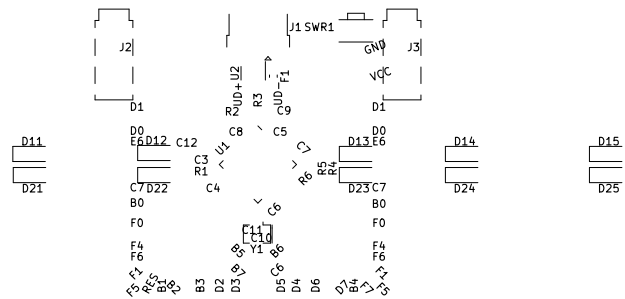 J1 SWR1
J2
GND
J3
U2
F1
VCC
UD+
R3
UD-
D1
R2
C9
D1
D0
C8
C5
D0
E6
D12
C12
D13
E6
D11
D14
D15
U1
C7
C3
R1
R5
R4
R6
D21
C7
D22
C4
D23
C7
D24
D25
B0
C6
B0
F0
F0
C11
C10
F4
B5
Y1
B6
F4
F6
F6
F1
B7
C6
F1
F5
RES
B1
B2
B3
D2
D3
D5
D4
D6
D7
B4
F7
F5